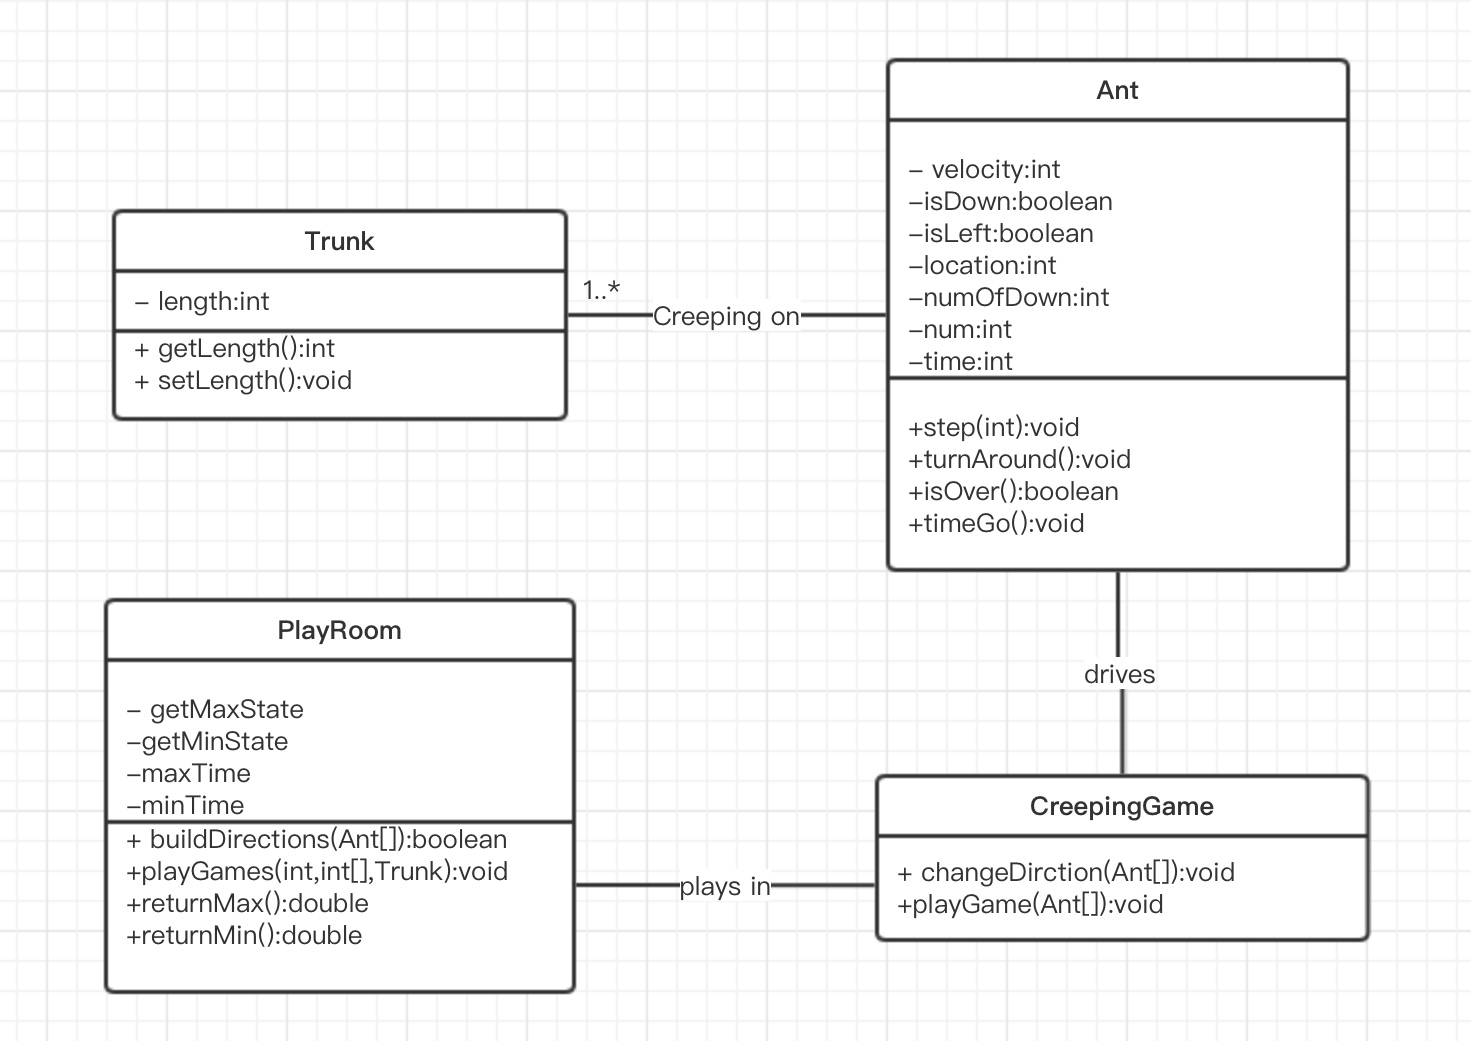 Ant
- velocity:int
-isDown:boolean
-isLeft:boolean
-location:int
-numOfDown:int
-num:int
-time:int
+step(int):void
+turnAround():void
+isOver():boolean
+timeGo():void
Trunk
- length:int
+ getLength():int
+ setLength():void
1..*
Creeping on
drives
PlayRoom
- getMaxState
-getMinState
-maxTime
-minTime
+ buildDirections(Ant[]):boolean
+playGames(int,int[],Trunk):void
+returnMax():double
+returnMin():double
plays in
CreepingGame
+ changeDirction(Ant[]):void
+playGame(Ant[]):void